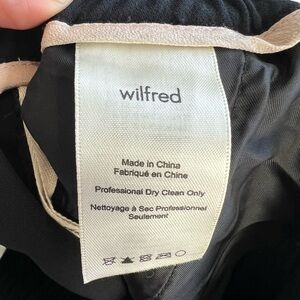 wilfred
Made in China
Fabriqué en Chine
Professional Dry Clean Only
Nettoyage à Sec Professionnel
Seulement